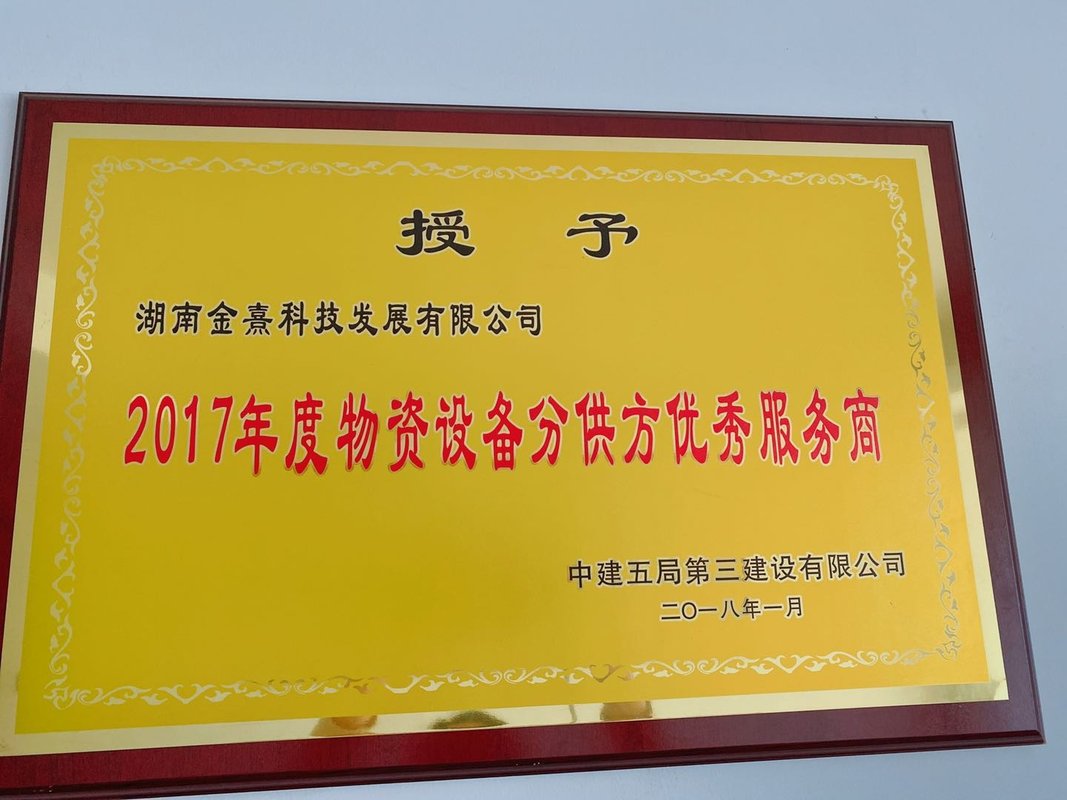 授 予
湖南金熹科技发展有限公司
2017年度物资设备分供方优秀服务商
中建五局第三建设有限公司
二〇一八年一月